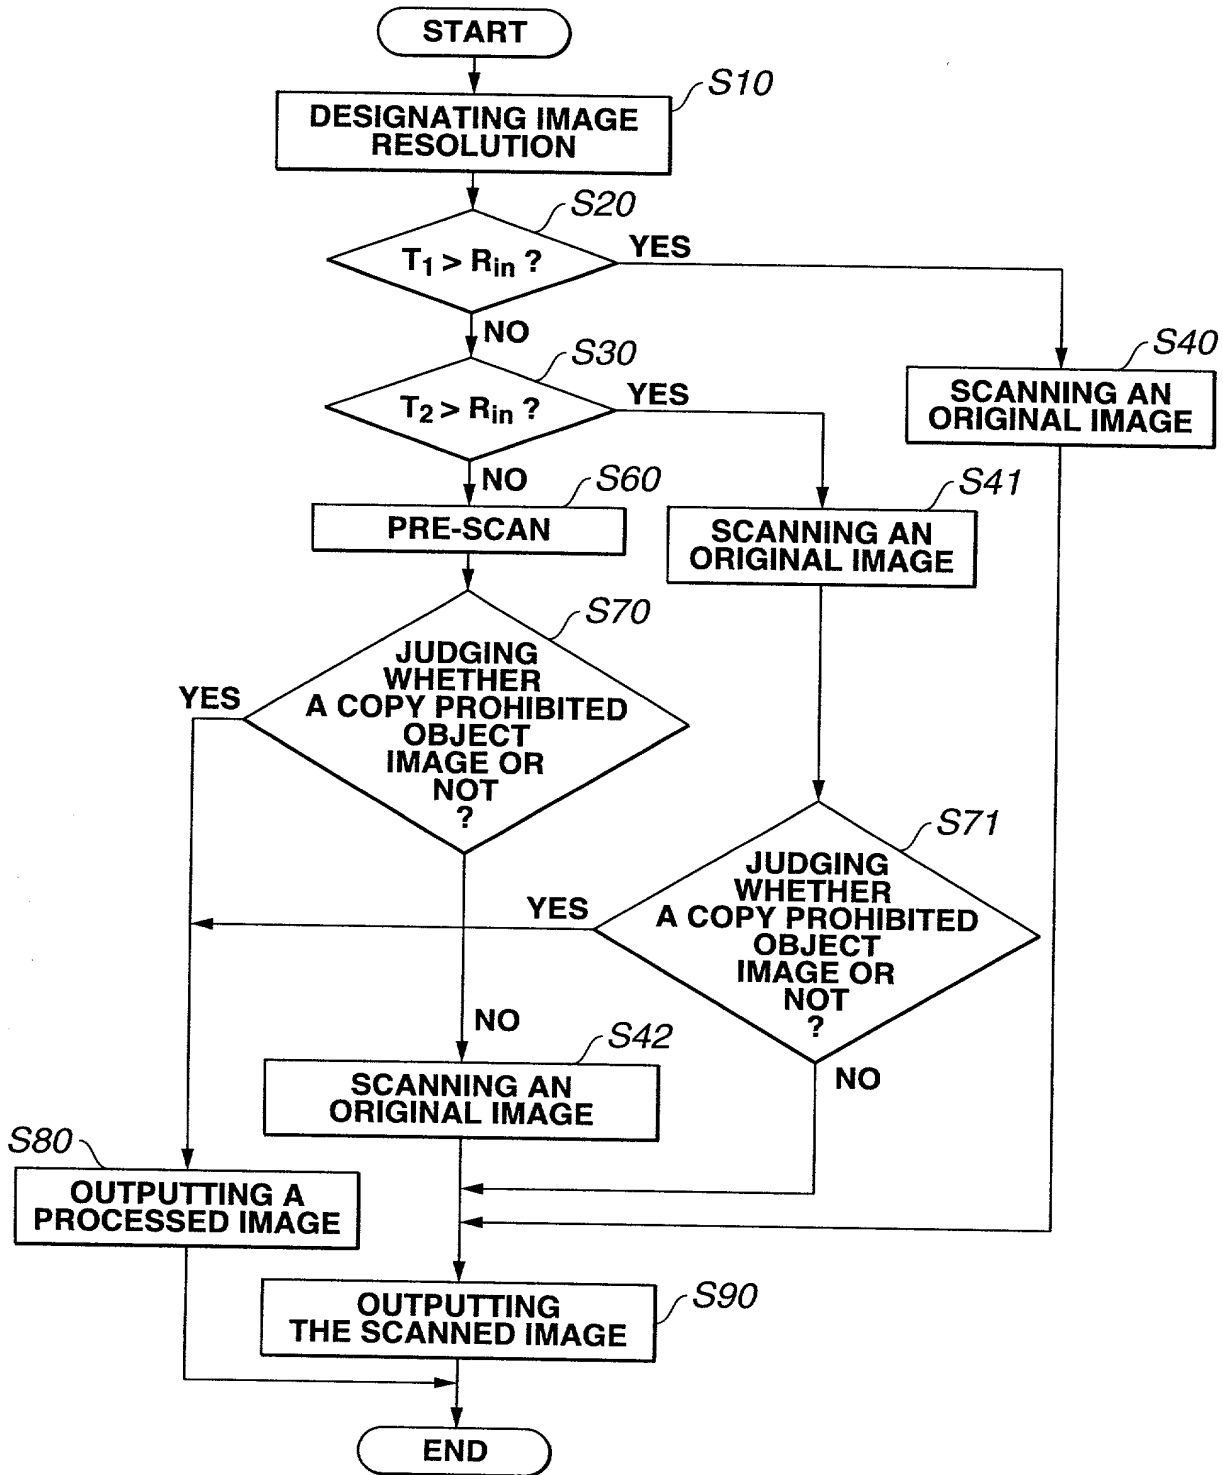 START
S10
DESIGNATING IMAGE
RESOLUTION
S20
T1 > Rin ?
YES
NO
S30
T2 > Rin ?
YES
NO
S40
SCANNING AN
ORIGINAL IMAGE
S60
PRE-SCAN
S41
SCANNING AN
ORIGINAL IMAGE
S70
JUDGING
WHETHER
A COPY PROHIBITED
OBJECT
IMAGE OR
NOT
?
YES
S71
JUDGING
WHETHER
A COPY PROHIBITED
OBJECT
IMAGE OR
NOT
?
YES
NO
NO
S42
SCANNING AN
ORIGINAL IMAGE
S80
OUTPUTTING A
PROCESSED IMAGE
S90
OUTPUTTING
THE SCANNED IMAGE
END